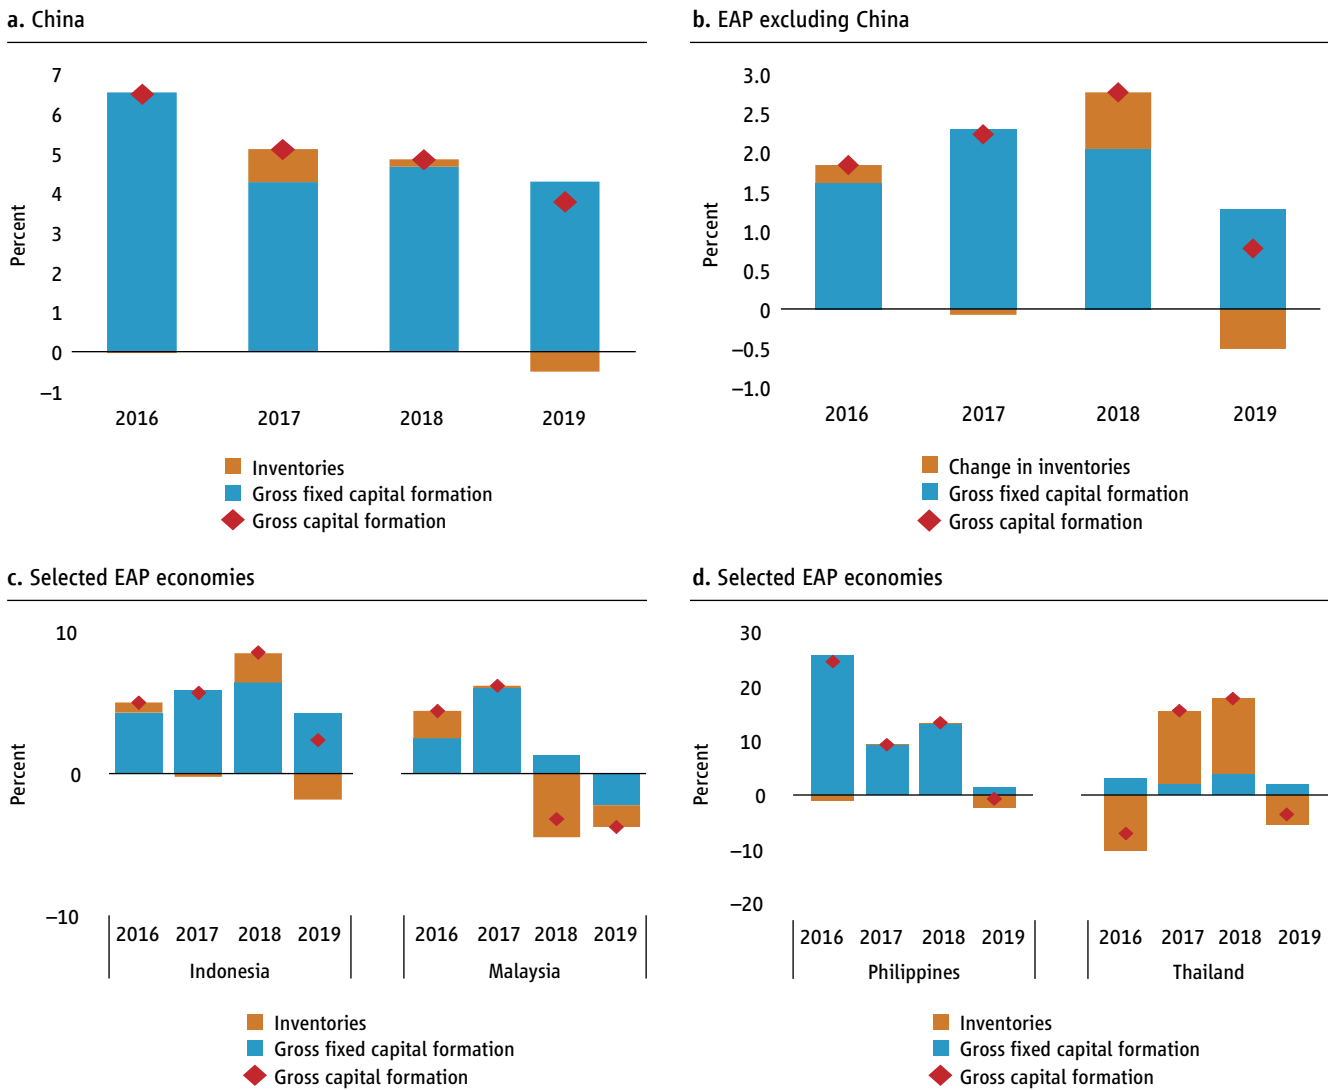 a. China
7
6
5
4
3
2
1
0
–1
Percent
2016 2017 2018 2019
Inventories
Gross fixed capital formation
Gross capital formation
b. EAP excluding China
3.0
2.5
2.0
1.5
1.0
0.5
0
–0.5
–1.0
Percent
2016 2017 2018 2019
Change in inventories
Gross fixed capital formation
Gross capital formation
c. Selected EAP economies
10
0
–10
Percent
2016 2017 2018 2019 2016 2017 2018 2019
Indonesia Malaysia
Inventories
Gross fixed capital formation
Gross capital formation
d. Selected EAP economies
30
20
10
0
–10
–20
Percent
2016 2017 2018 2019 2016 2017 2018 2019
Philippines Thailand
Inventories
Gross fixed capital formation
Gross capital formation